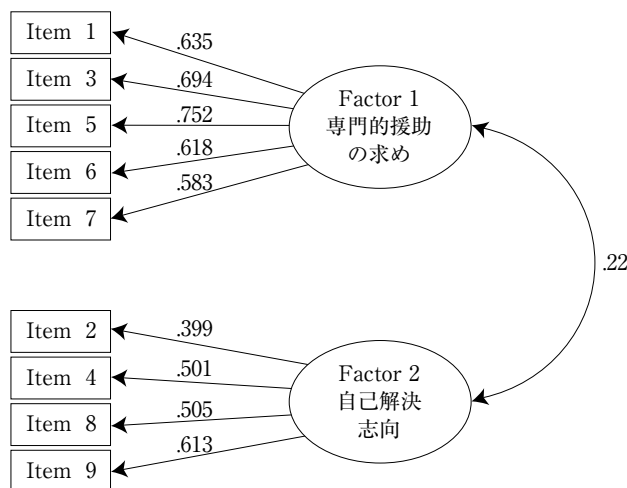 Item 1
.635
Item 3
.694
Item 5
.752
Item 6
.618
Item 7
.583
Factor 1
専門的援助
の求め
.22
Item 2
.399
Item 4
.501
Item 8
.505
Item 9
.613
Factor 2
自己解決
志向